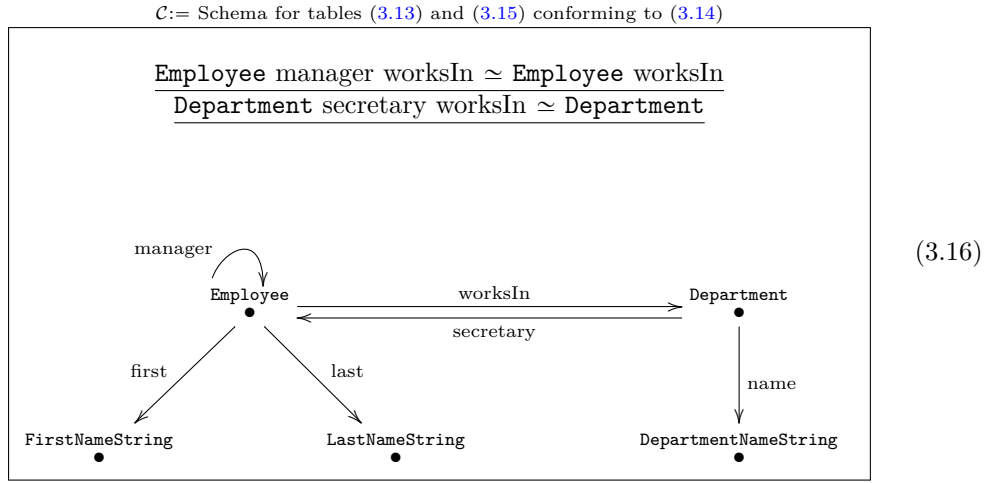 𝒞:= Schema for tables (3.13) and (3.15) conforming to (3.14)
Employee manager worksIn ≃ Employee worksIn
Department secretary worksIn ≃ Department
(3.16)
manager
Employee
worksIn
Department
secretary
first
last
name
FirstNameString
LastNameString
DepartmentNameString